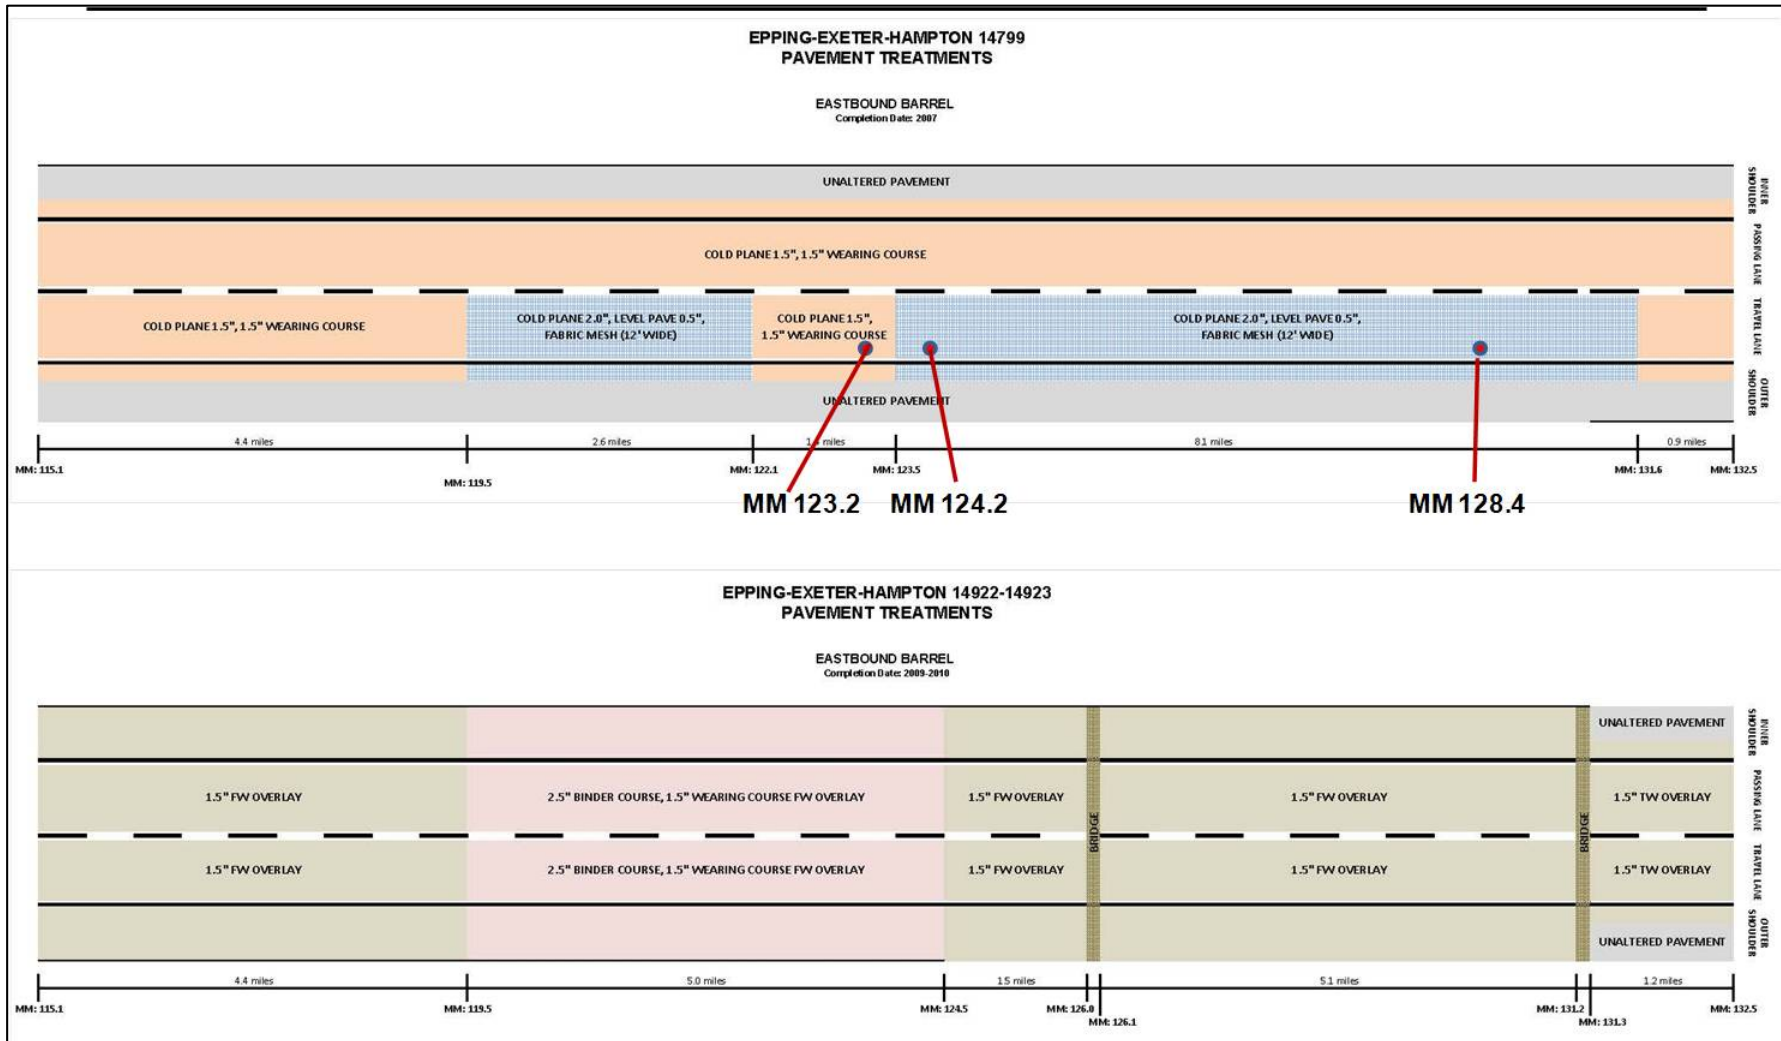 EPPING-EXETER-HAMPTON 14799
PAVEMENT TREATMENTS
EASTBOUND BARREL
Completion Date: 2007
UNALTERED PAVEMENT
INNER
SHOULDER
COLD PLANE 1.5", 1.5" WEARING COURSE
PASSING LANE
COLD PLANE 1.5", 1.5" WEARING COURSE
COLD PLANE 2.0", LEVEL PAVE 0.5",
FABRIC MESH (12' WIDE)
COLD PLANE 1.5",
1.5" WEARING COURSE
COLD PLANE 2.0", LEVEL PAVE 0.5",
FABRIC MESH (12' WIDE)
TRAVEL LANE
UNALTERED PAVEMENT
OUTER
SHOULDER
4.4 miles
2.6 miles
miles
8.1 miles
0.9 miles
MM: 115.1
MM: 119.5
MM: 122.1
MM: 123.5
MM: 131.6
MM: 132.5
MM 123.2
MM 124.2
MM 128.4
EPPING-EXETER-HAMPTON 14922-14923
PAVEMENT TREATMENTS
EASTBOUND BARREL
Completion Date: 2009-2010
UNALTERED PAVEMENT
INNER
SHOULDER
1.5" FW OVERLAY
2.5" BINDER COURSE, 1.5" WEARING COURSE FW OVERLAY
1.5" FW OVERLAY
1.5" FW OVERLAY
1.5" TW OVERLAY
PASSING LANE
BRIDGE
BRIDGE
1.5" FW OVERLAY
2.5" BINDER COURSE, 1.5" WEARING COURSE FW OVERLAY
1.5" FW OVERLAY
1.5" FW OVERLAY
1.5" TW OVERLAY
TRAVEL LANE
UNALTERED PAVEMENT
OUTER
SHOULDER
4.4 miles
5.0 miles
1.5 miles
5.1 miles
1.2 miles
MM: 115.1
MM: 119.5
MM: 124.5
MM: 126.0
MM: 126.1
MM: 131.2
MM: 131.3
MM: 132.5